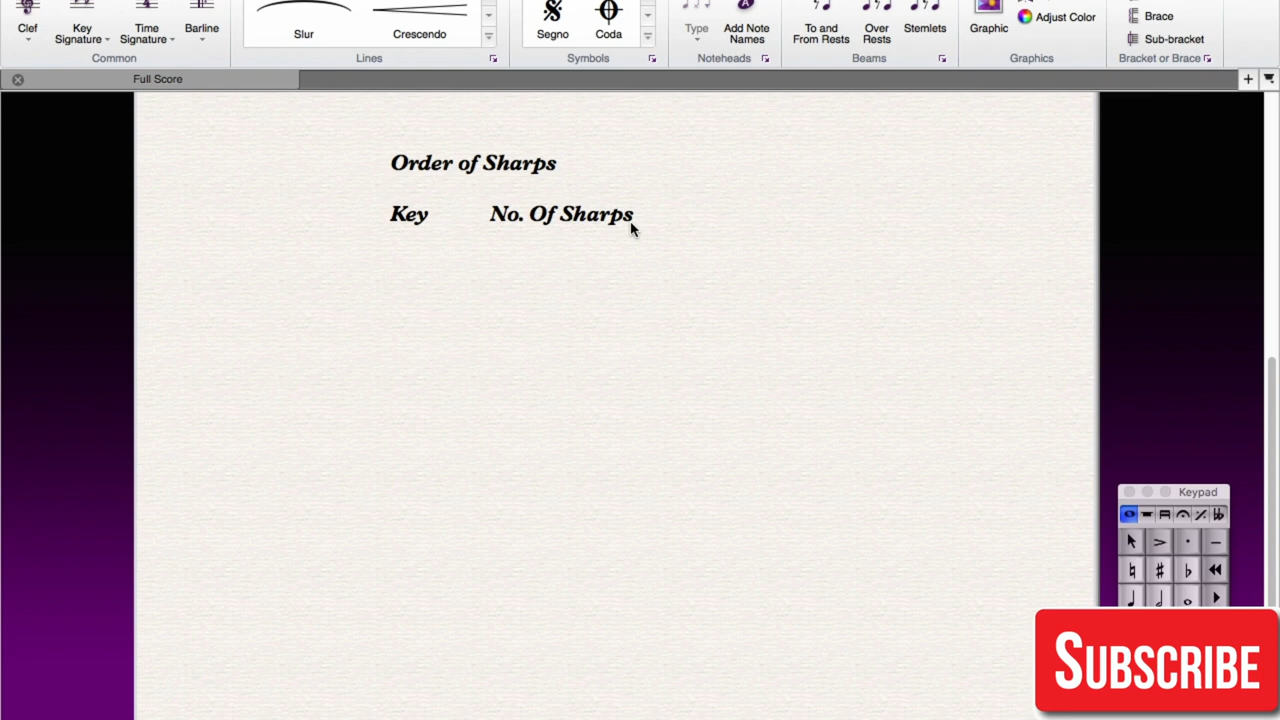 Clef
Key
Signature
Time
Signature
Barline
Slur
Crescendo
Segno
Coda
Type
Add Note
Names
To and
From Rests
Over
Rests
Stemlets
Graphic
Adjust Color
Brace
Sub-bracket
Common
Lines
Symbols
Noteheads
Beams
Graphics
Bracket or Brace
Full Score
Order of Sharps
Key No. Of Sharps
Keypad
SUBSCRIBE